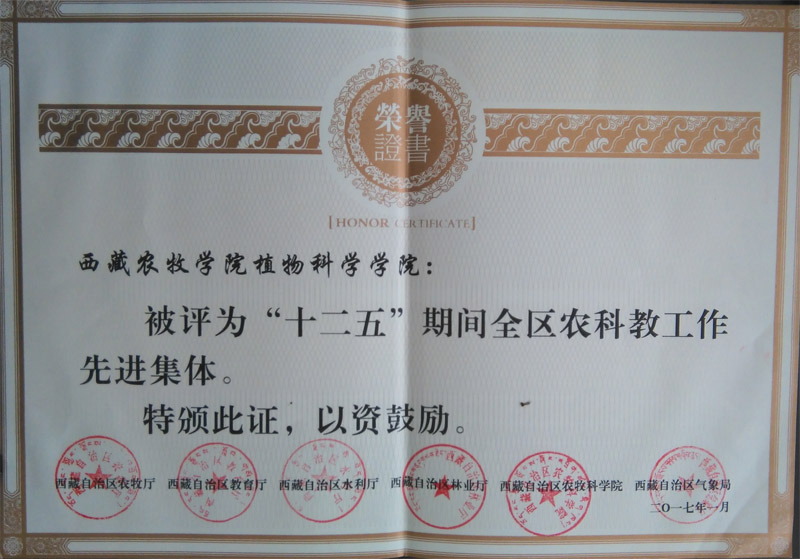 榮譽
證書
[HONOR CERTIFICATE]
西藏农牧学院植物科学学院：
被评为“十二五”期间全区农科教工作
先进集体。
特颁此证，以资鼓励。
西藏自治区农牧厅 西藏自治区教育厅 西藏自治区水利厅 西藏自治区林业厅 西藏自治区农牧科学院 西藏自治区气象局
二〇一七年一月